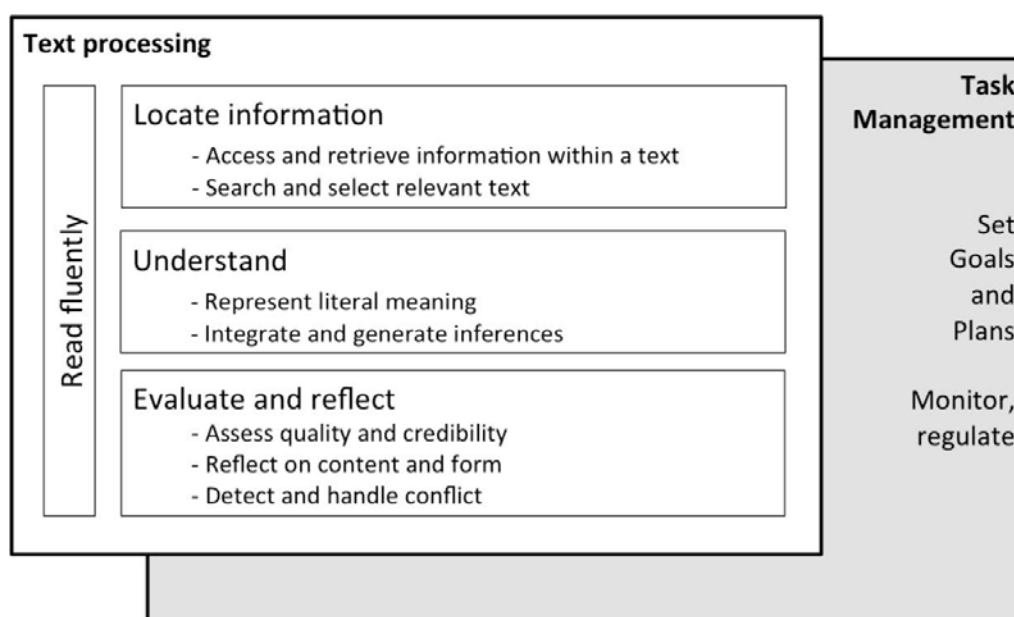 Text processing
Read fluently
Locate information
- Access and retrieve information within a text
- Search and select relevant text
Understand
- Represent literal meaning
- Integrate and generate inferences
Evaluate and reflect
- Assess quality and credibility
- Reflect on content and form
- Detect and handle conflict
Task
Management
Set
Goals
and
Plans
Monitor,
regulate